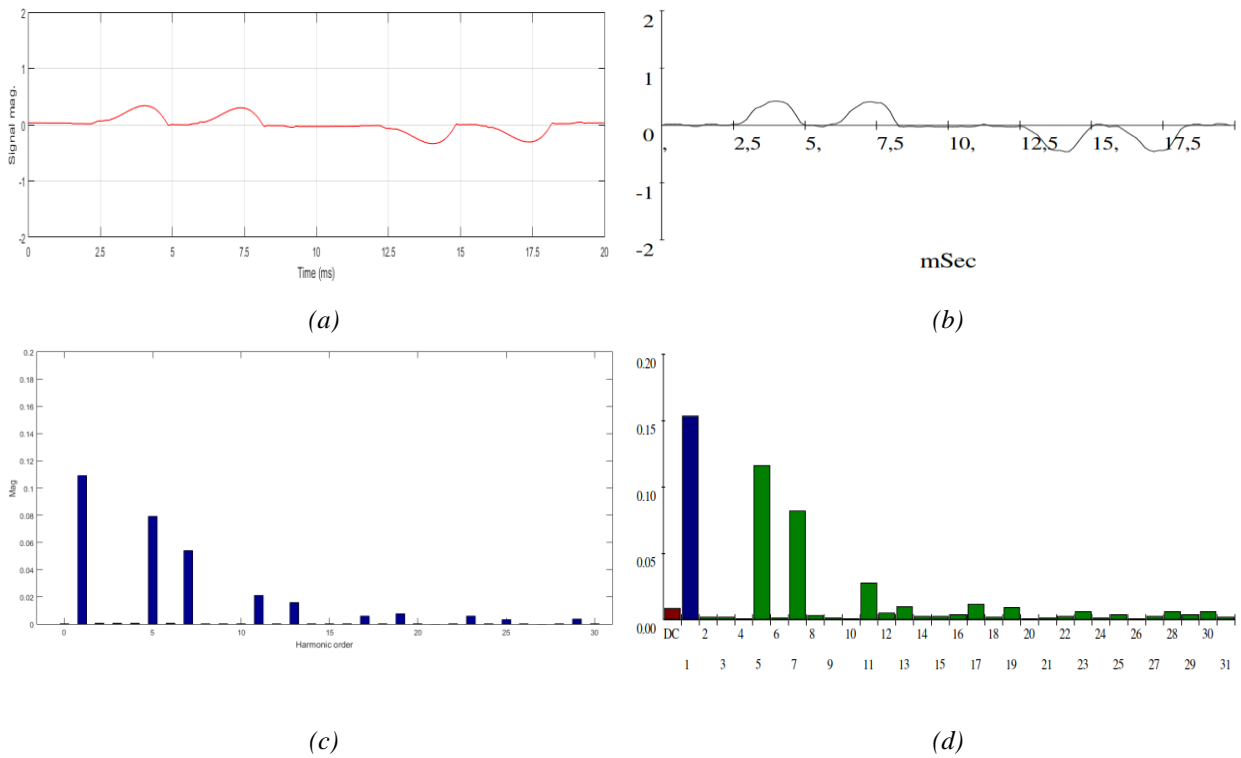 2
1
0
-1
-2
Signal mag.
0 2.5 5 7.5 10 12.5 15 17.5 20
Time (ms)
(a)
2
1
0
-1
-2
, 2,5 5, 7,5 10, 12,5 15, 17,5
mSec
(b)
0.2
0.18
0.16
0.14
0.12
0.1
0.08
0.06
0.04
0.02
0
Mag
0 5 10 15 20 25 30
Harmonic order
(c)
0.20
0.15
0.10
0.05
0.00
DC 2 4 6 8 10 12 14 16 18 20 22 24 26 28 30
1 3 5 7 9 11 13 15 17 19 21 23 25 27 29 31
(d)